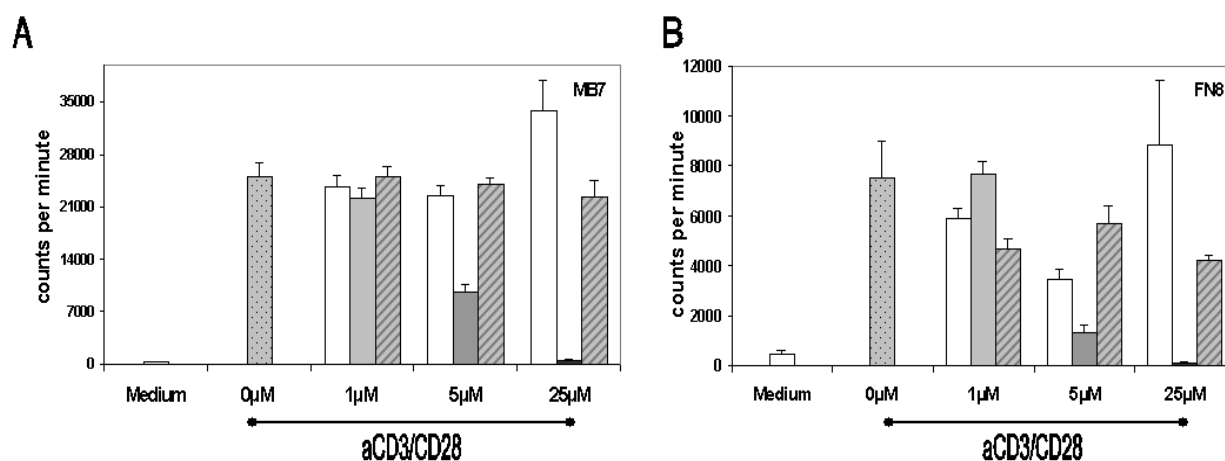 A
B
MB7
FN8
counts per minute
35000
28000
21000
14000
7000
0
Medium
0µM
1µM
5µM
25µM
aCD3/CD28
counts per minute
12000
10000
8000
6000
4000
2000
0
Medium
0µM
1µM
5µM
25µM
aCD3/CD28